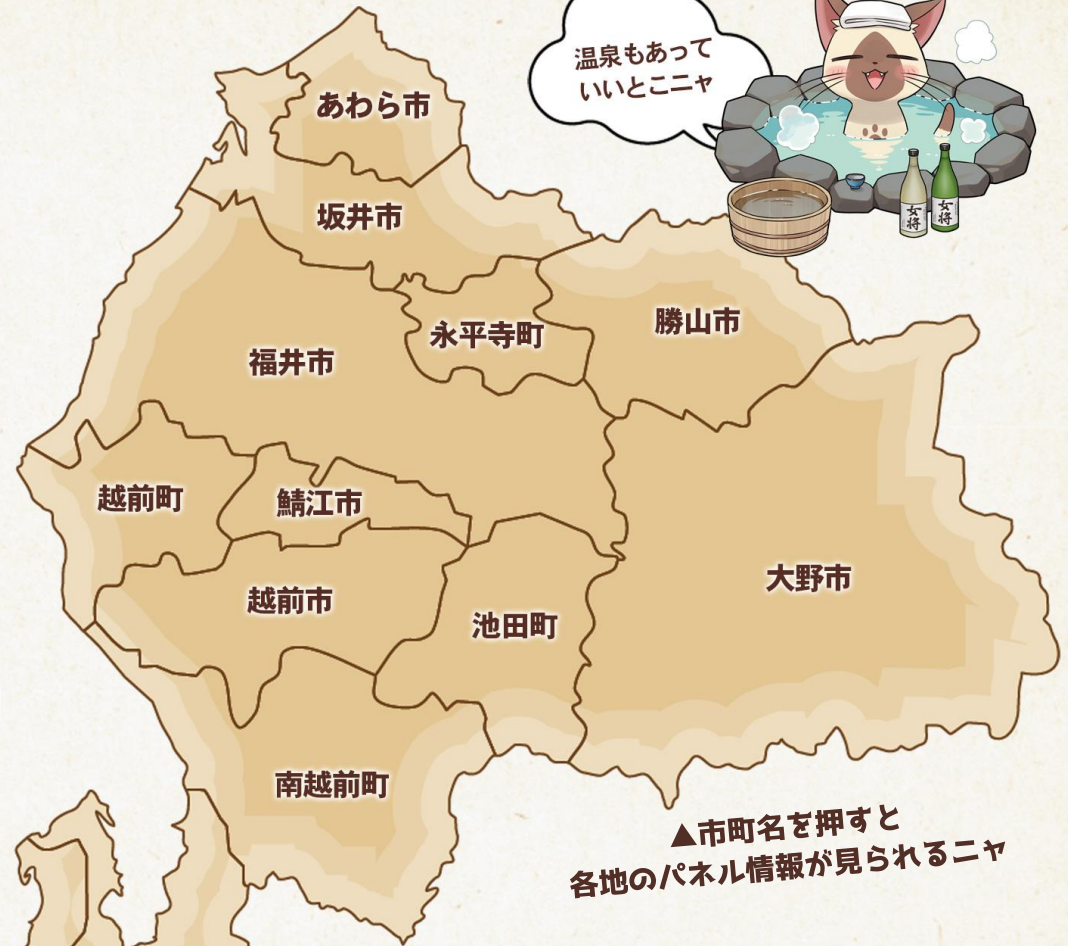 温泉もあって
いいとこニャ
あわら市
坂井市
永平寺町
勝山市
福井市
越前町
鯖江市
大野市
越前市
池田町
南越前町
女将
女将
▲市町名を押すと
各地のパネル情報が見られるニャ